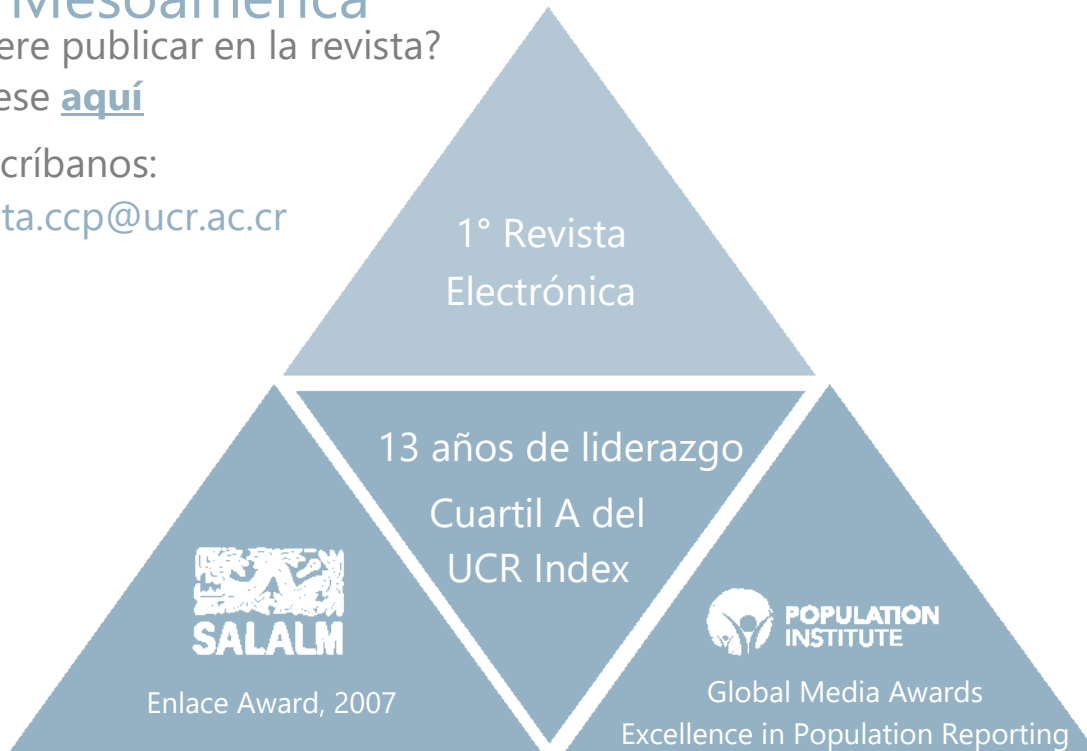 Mesoamérica
ere publicar en la revista?
ese aquí
críbanos:
ta.ccp@ucr.ac.cr
1° Revista
Electrónica
13 años de liderazgo
Cuartil A del
UCR Index
SALALM
Enlace Award, 2007
POPULATION
INSTITUTE
Global Media Awards
Excellence in Population Reporting